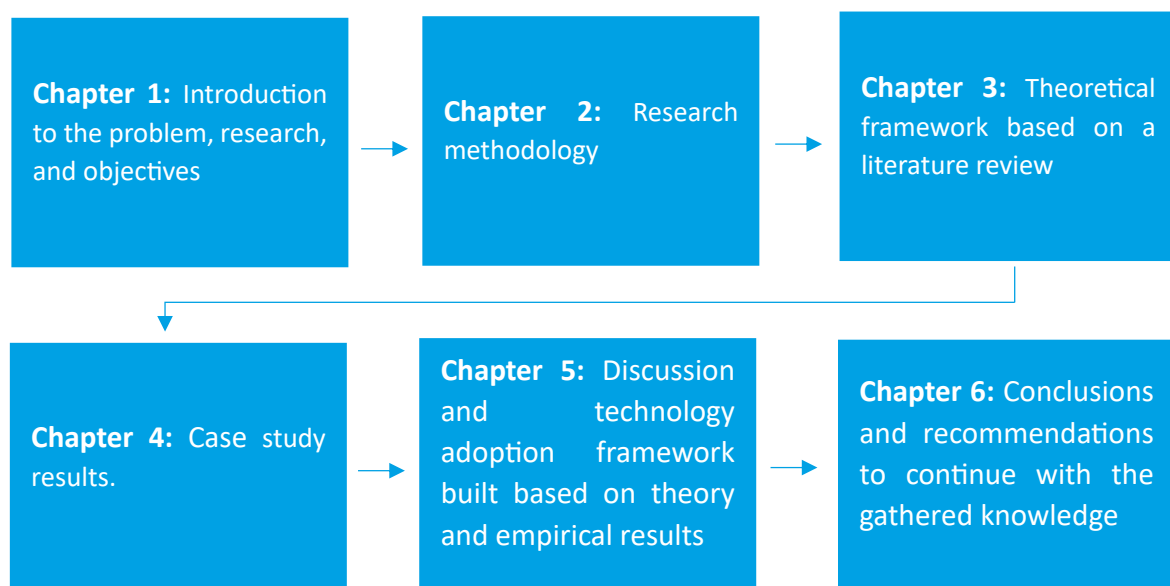 Chapter 1: Introduction
to the problem, research,
and objectives
Chapter 2: Research
methodology
Chapter 3: Theoretical
framework based on a
literature review
Chapter 4: Case study
results.
Chapter 5: Discussion
and technology
adoption framework
built based on theory
and empirical results
Chapter 6: Conclusions
and recommendations
to continue with the
gathered knowledge